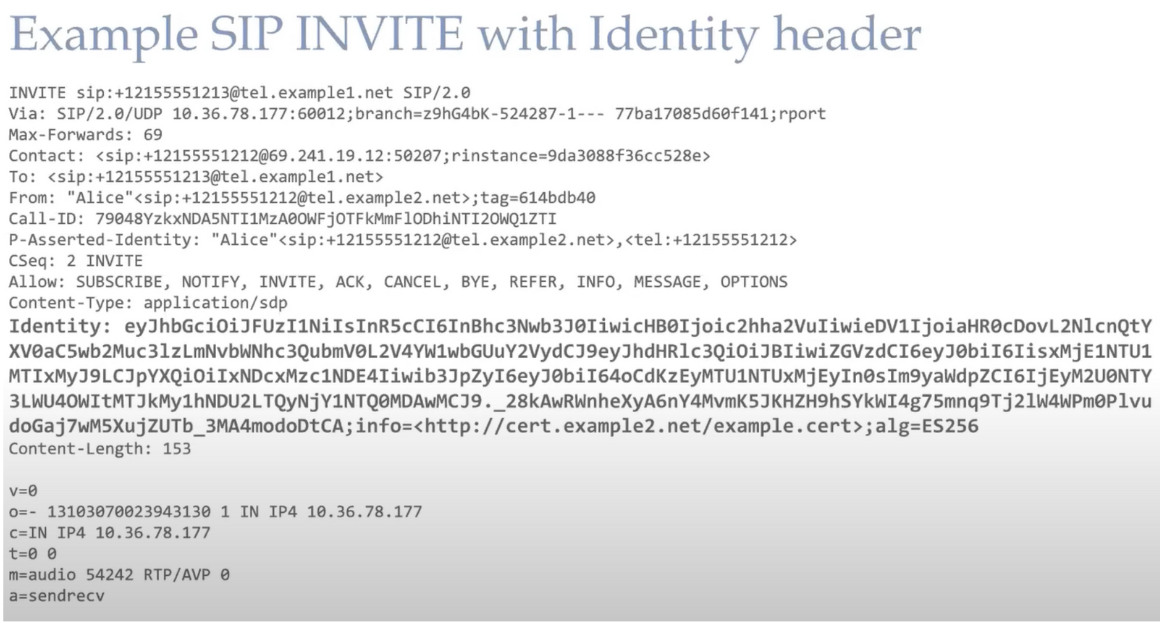 Example SIP INVITE with Identity header
INVITE sip:+12155551213@tel.example1.net SIP/2.0
Via: SIP/2.0/UDP 10.36.78.177:60012;branch=z9hG4bK-524287-1--- 77ba17085d60f141;rport
Max-Forwards: 69
Contact: <sip:+12155551212@69.241.19.12:50207;rinstance=9da3088f36cc528e>
To: <sip:+12155551213@tel.example1.net>
From: "Alice"<sip:+12155551212@tel.example2.net>;tag=614bdb40
Call-ID: 79048YzkxNDA5NTI1MzA0OWFjOTFkMmFlODhiNTI2OWQ1ZTI
P-Asserted-Identity: "Alice"<sip:+12155551212@tel.example2.net>,<tel:+12155551212>
CSeq: 2 INVITE
Allow: SUBSCRIBE, NOTIFY, INVITE, ACK, CANCEL, BYE, REFER, INFO, MESSAGE, OPTIONS
Content-Type: application/sdp
Identity: eyJhbGciOiJFUzI1NiIsInR5cCI6InBhc3Nwb3J0IiwicHB0Ijoic2hha2VuIiwieDV1IjoiaHR0cDovL2NlcnQtY
XV0aC5wb2Muc3lzLmNvbWNhc3QubmV0L2V4YW1wbGUuY2VydCJ9eyJhdHRlc3QiOiJBIiwiZGVzdCI6eyJ0biI6IisxMjE1NTU1
MTIxMyJ9LCJpYXQiOiIxNDcxMzc1NDE4Iiwib3JpZyI6eyJ0biI64oCdKzEyMTU1NTUxMjEyIn0sIm9yaWdpZCI6IjEyM2U0NTY
3LWU4OWItMTJkMy1hNDU2LTQyNjY1NTQ0MDAwMCJ9._28kAwRWnheXyA6nY4MvmK5JKHZH9hSYkWI4g75mnq9Tj2lW4WPm0Plvu
doGaj7wM5XujZUTb_3MA4modoDtCA;info=<http://cert.example2.net/example.cert>;alg=ES256
Content-Length: 153
v=0
o=- 13103070023943130 1 IN IP4 10.36.78.177
c=IN IP4 10.36.78.177
t=0 0
m=audio 54242 RTP/AVP 0
a=sendrecv